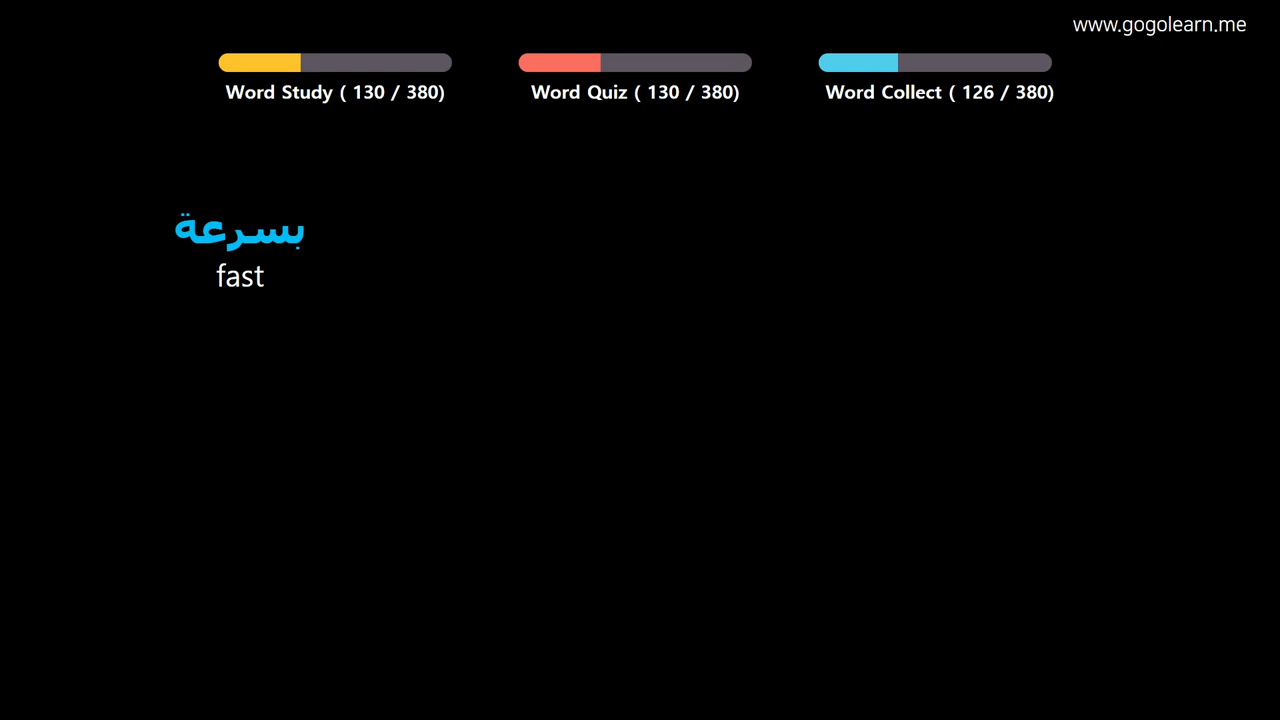 www.gogolearn.me
Word Study ( 130 / 380)
Word Quiz ( 130 / 380)
Word Collect ( 126 / 380)
بسرعة
fast